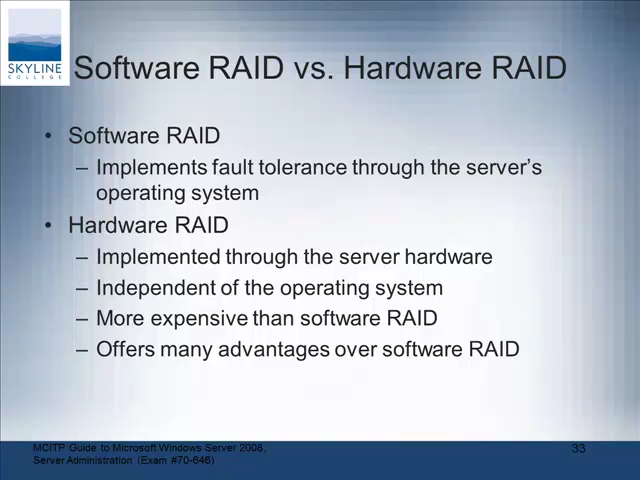 SKYLINE
COLLEGE
Software RAID vs. Hardware RAID
• Software RAID
– Implements fault tolerance through the server's
operating system
• Hardware RAID
– Implemented through the server hardware
– Independent of the operating system
– More expensive than software RAID
– Offers many advantages over software RAID
MCITP Guide to Microsoft Windows Server 2008,
Server Administration (Exam #70-646)
33